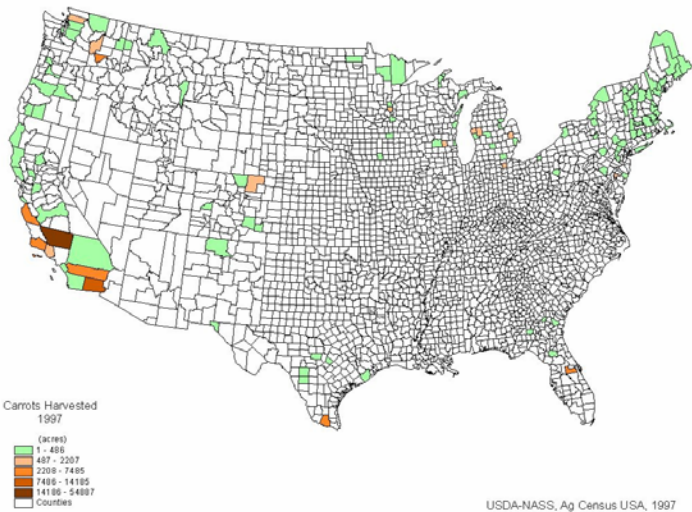 Carrots Harvested
1997
(acres)
1 - 486
487 - 2207
2208 - 7485
7486 - 14185
14186 - 54887
Counties
USDA-NASS, Ag Census USA, 1997